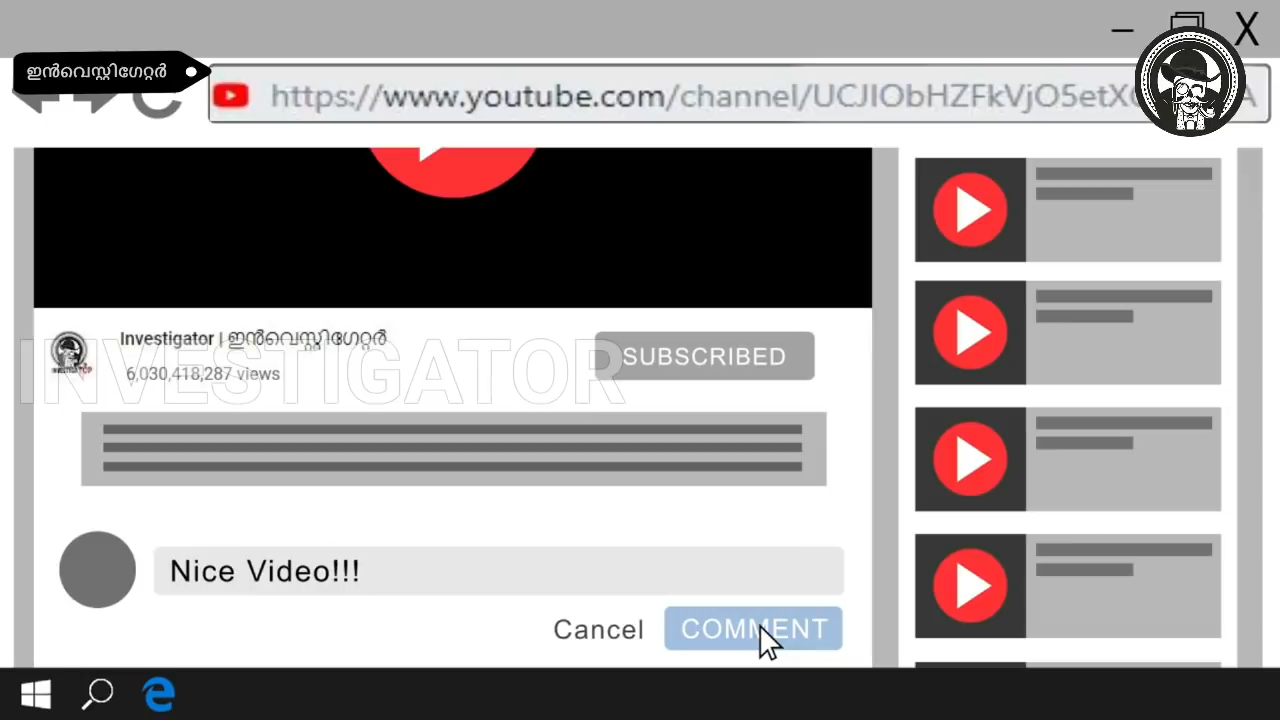 X
ഇൻവെസ്റ്റിഗേറ്റർ
https://www.youtube.com/channel/UCJIObHZFkVjO5etX
Investigator | ഇൻവെസ്റ്റിഗേറ്റർ
SUBSCRIBED
INVESTIGATOR
6,030,418,287 views
Nice Video!!!
Cancel
COMMENT